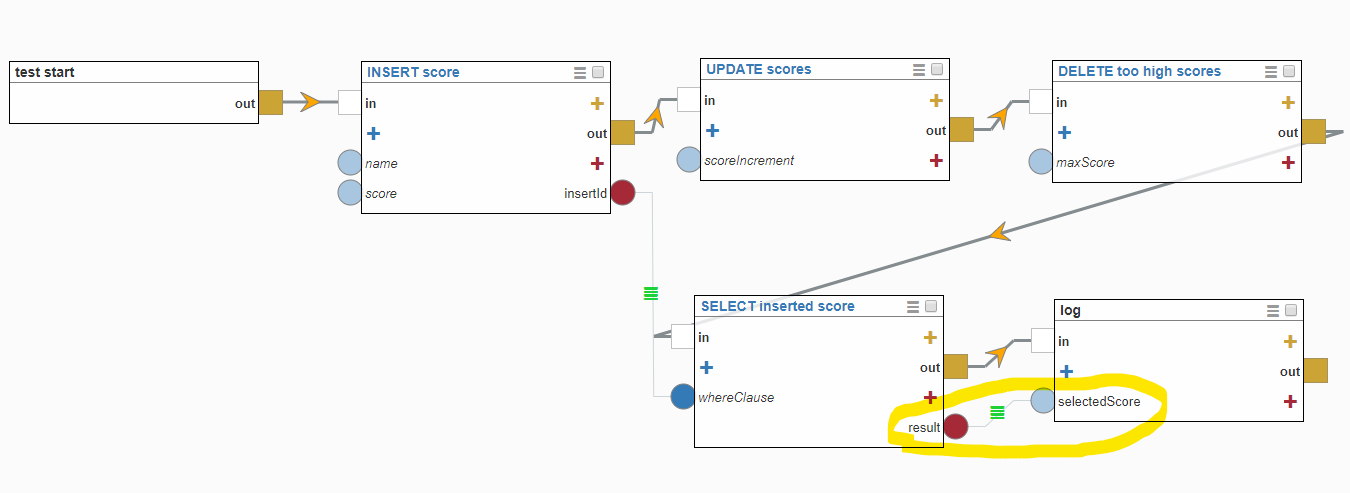 test start
out
INSERT score
in
out
name
score
insertId
UPDATE scores
in
out
scoreIncrement
DELETE too high scores
in
out
maxScore
SELECT inserted score
in
out
whereClause
result
log
in
out
selectedScore